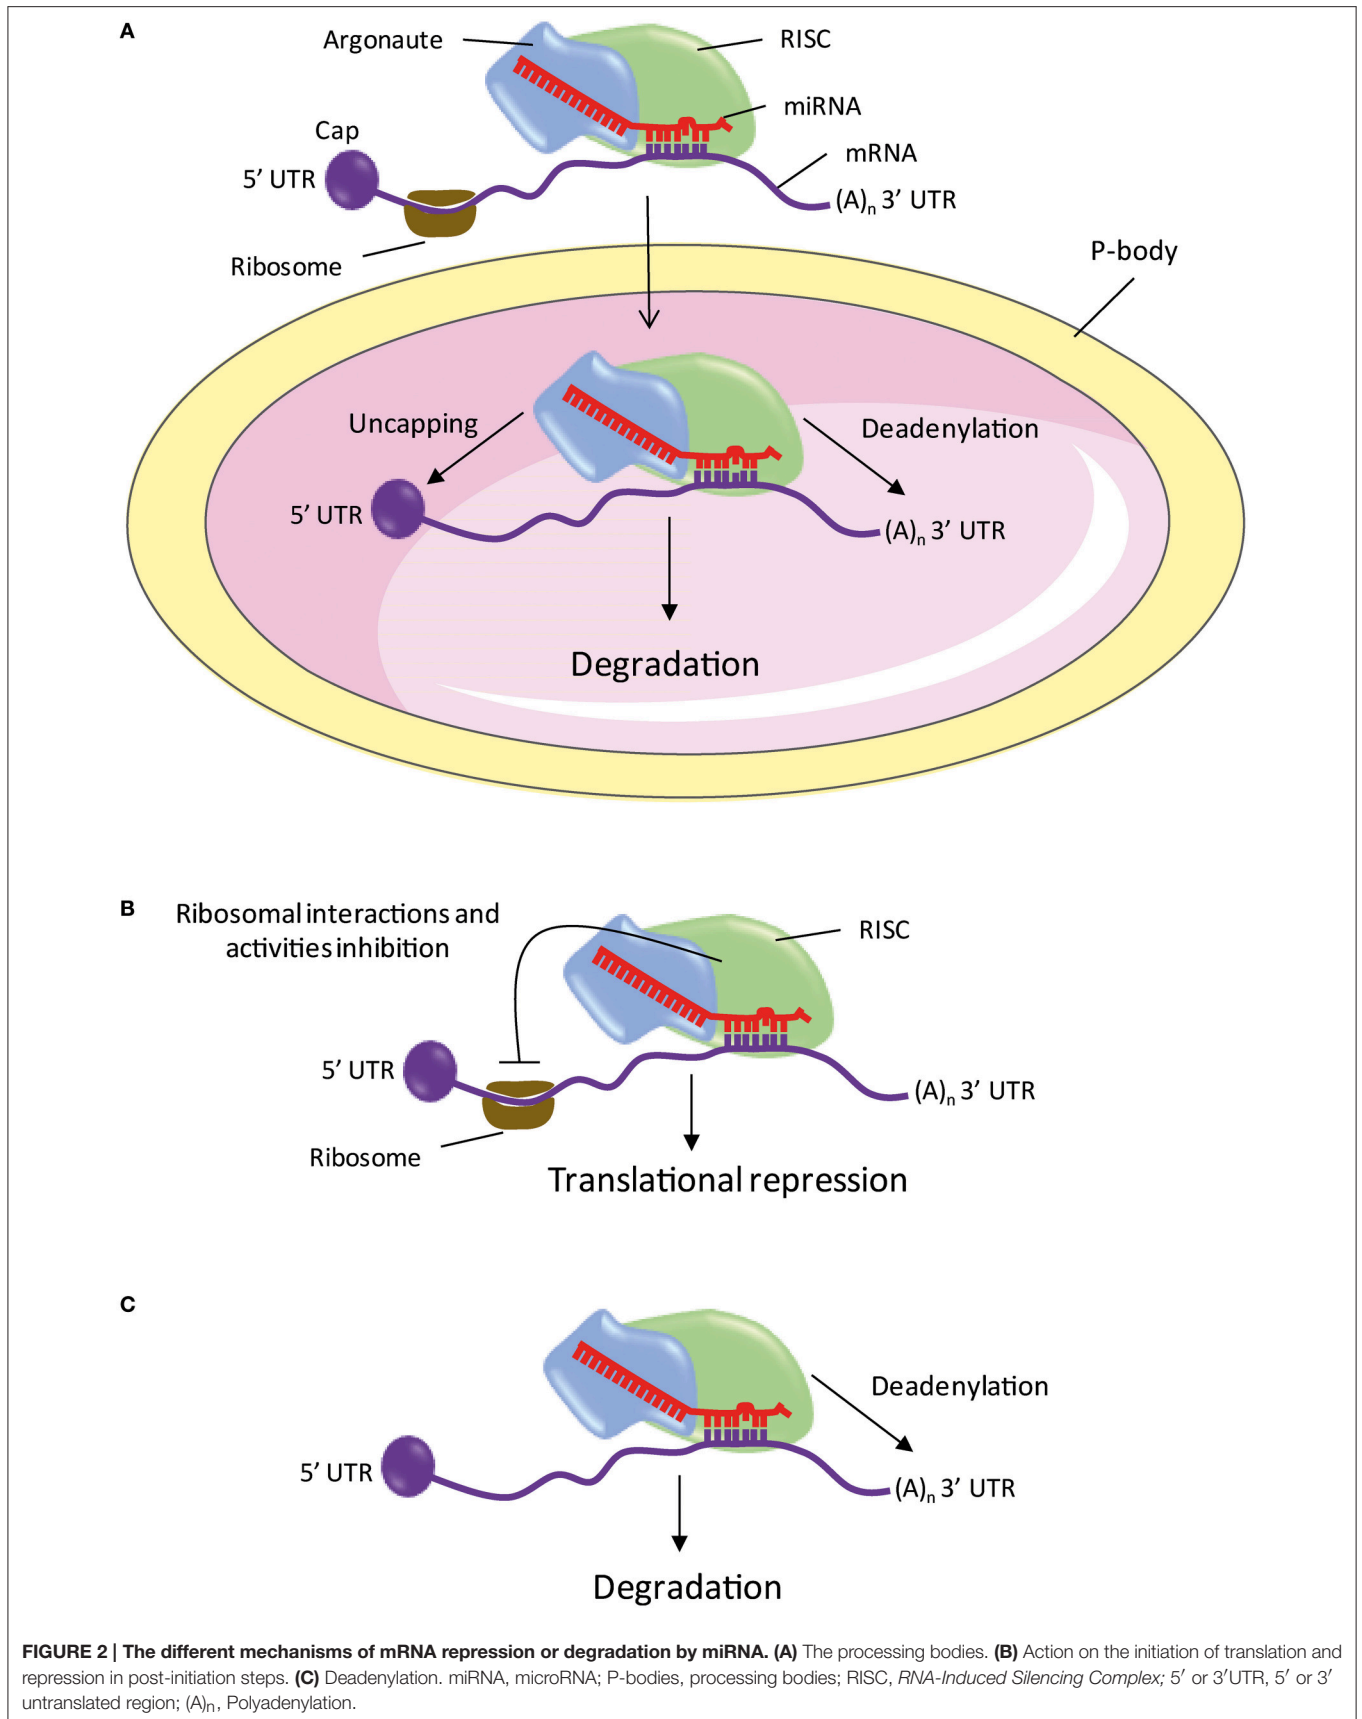 A
Argonaute
RISC
miRNA
Cap
mRNA
5′ UTR
(A)n 3′ UTR
Ribosome
P-body
Uncapping
Deadenylation
5′ UTR
(A)n 3′ UTR
Degradation
B
Ribosomal interactions and
activities inhibition
RISC
5′ UTR
(A)n 3′ UTR
Ribosome
Translational repression
C
Deadenylation
5′ UTR
(A)n 3′ UTR
Degradation
FIGURE 2 | The different mechanisms of mRNA repression or degradation by miRNA. (A) The processing bodies. (B) Action on the initiation of translation and
repression in post-initiation steps. (C) Deadenylation. miRNA, microRNA; P-bodies, processing bodies; RISC, RNA-Induced Silencing Complex; 5′ or 3′UTR, 5′ or 3′
untranslated region; (A)n, Polyadenylation.